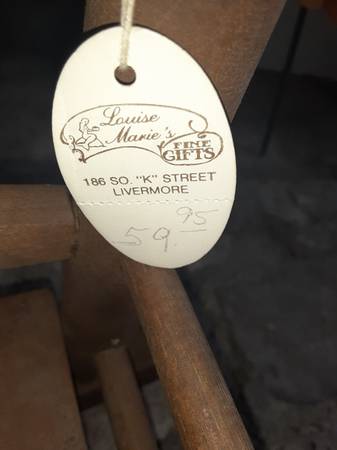 Louise
Marie's
FINE
GIFTS
186 SO. "K" STREET
LIVERMORE
59.95